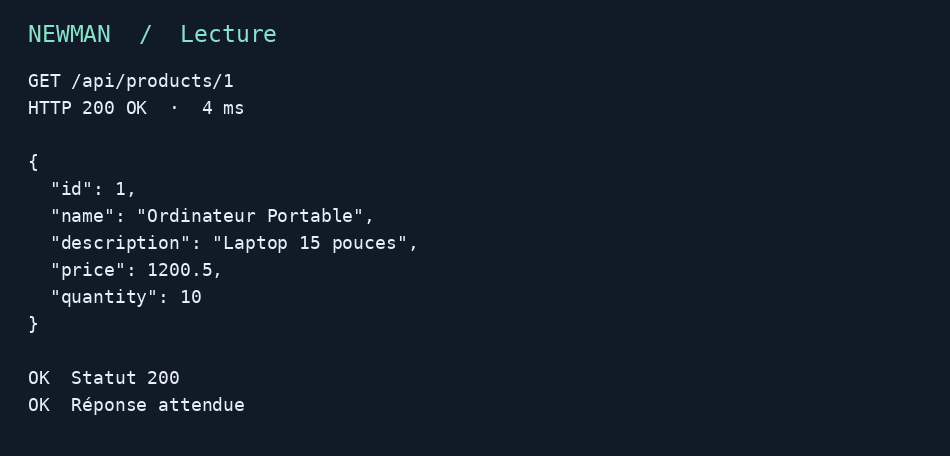 NEWMAN / Lecture
GET /api/products/1
HTTP 200 OK · 4 ms
{
"id": 1,
"name": "Ordinateur Portable",
"description": "Laptop 15 pouces",
"price": 1200.5,
"quantity": 10
}
OK Statut 200
OK Réponse attendue